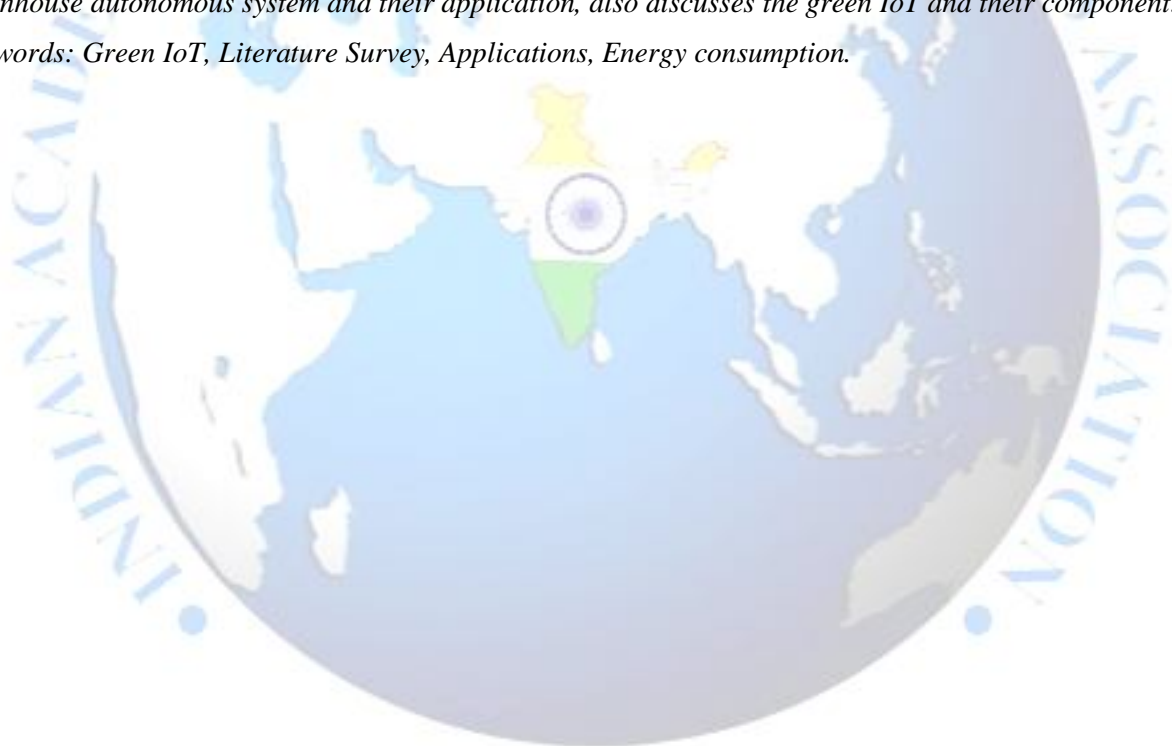 nhouse autonomous system and their application, also discusses the green IoT and their component
words: Green IoT, Literature Survey, Applications, Energy consumption.
INDIAN ACADI
ASSOCIATION